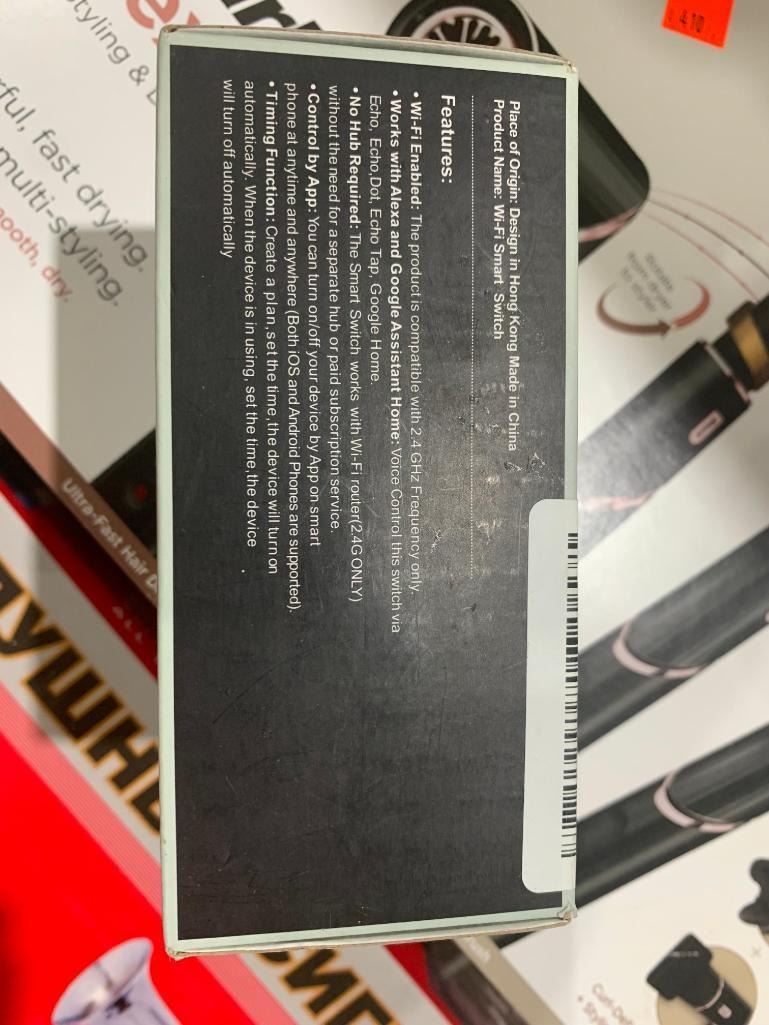 Place of Origin: Design in Hong Kong Made in China
Product Name: Wi-Fi Smart Switch
Features:
• Wi-Fi Enabled: The product is compatible with 2.4 GHz Frequency only.
• Works with Alexa and Google Assistant Home: Voice Control this switch via
Echo, Echo Dot, Echo Tap, Google Home.
• No Hub Required: The Smart Switch works with Wi-Fi router(2.4G ONLY)
without the need for a separate hub or paid subscription service.
• Control by App: You can turn on/off your device by App on smart
phone at anytime and anywhere (Both iOS and Android Phones are supported).
• Timing Function: Create a plan, set the time, the device will turn on
automatically. When the device is in using, set the time, the device
will turn off automatically
styling &
fast drying.
multi-styling.
dry.
Ultra-Fast Hair
ALL
4.10